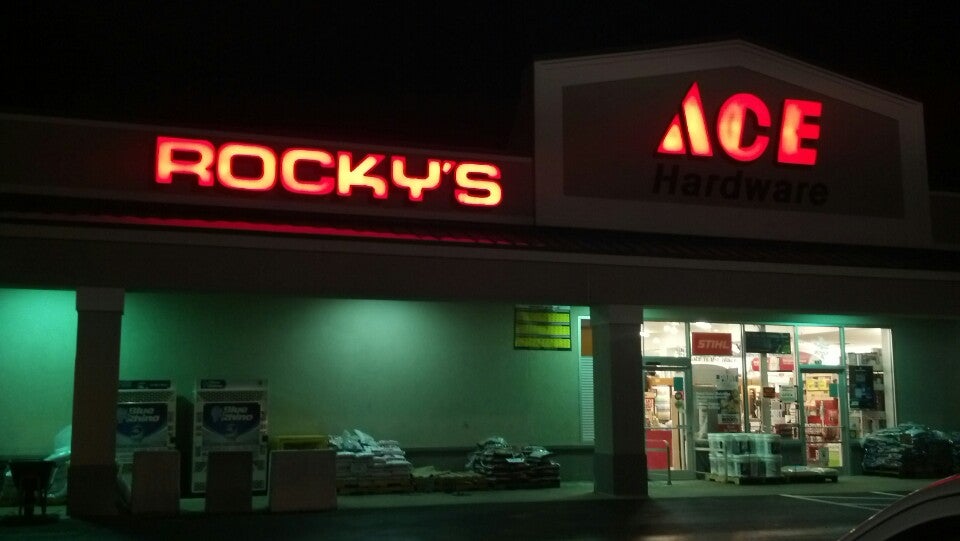 ROCKY'S
ACE
Hardware
STIHL
Blue
Rhino
Blue
Rhino